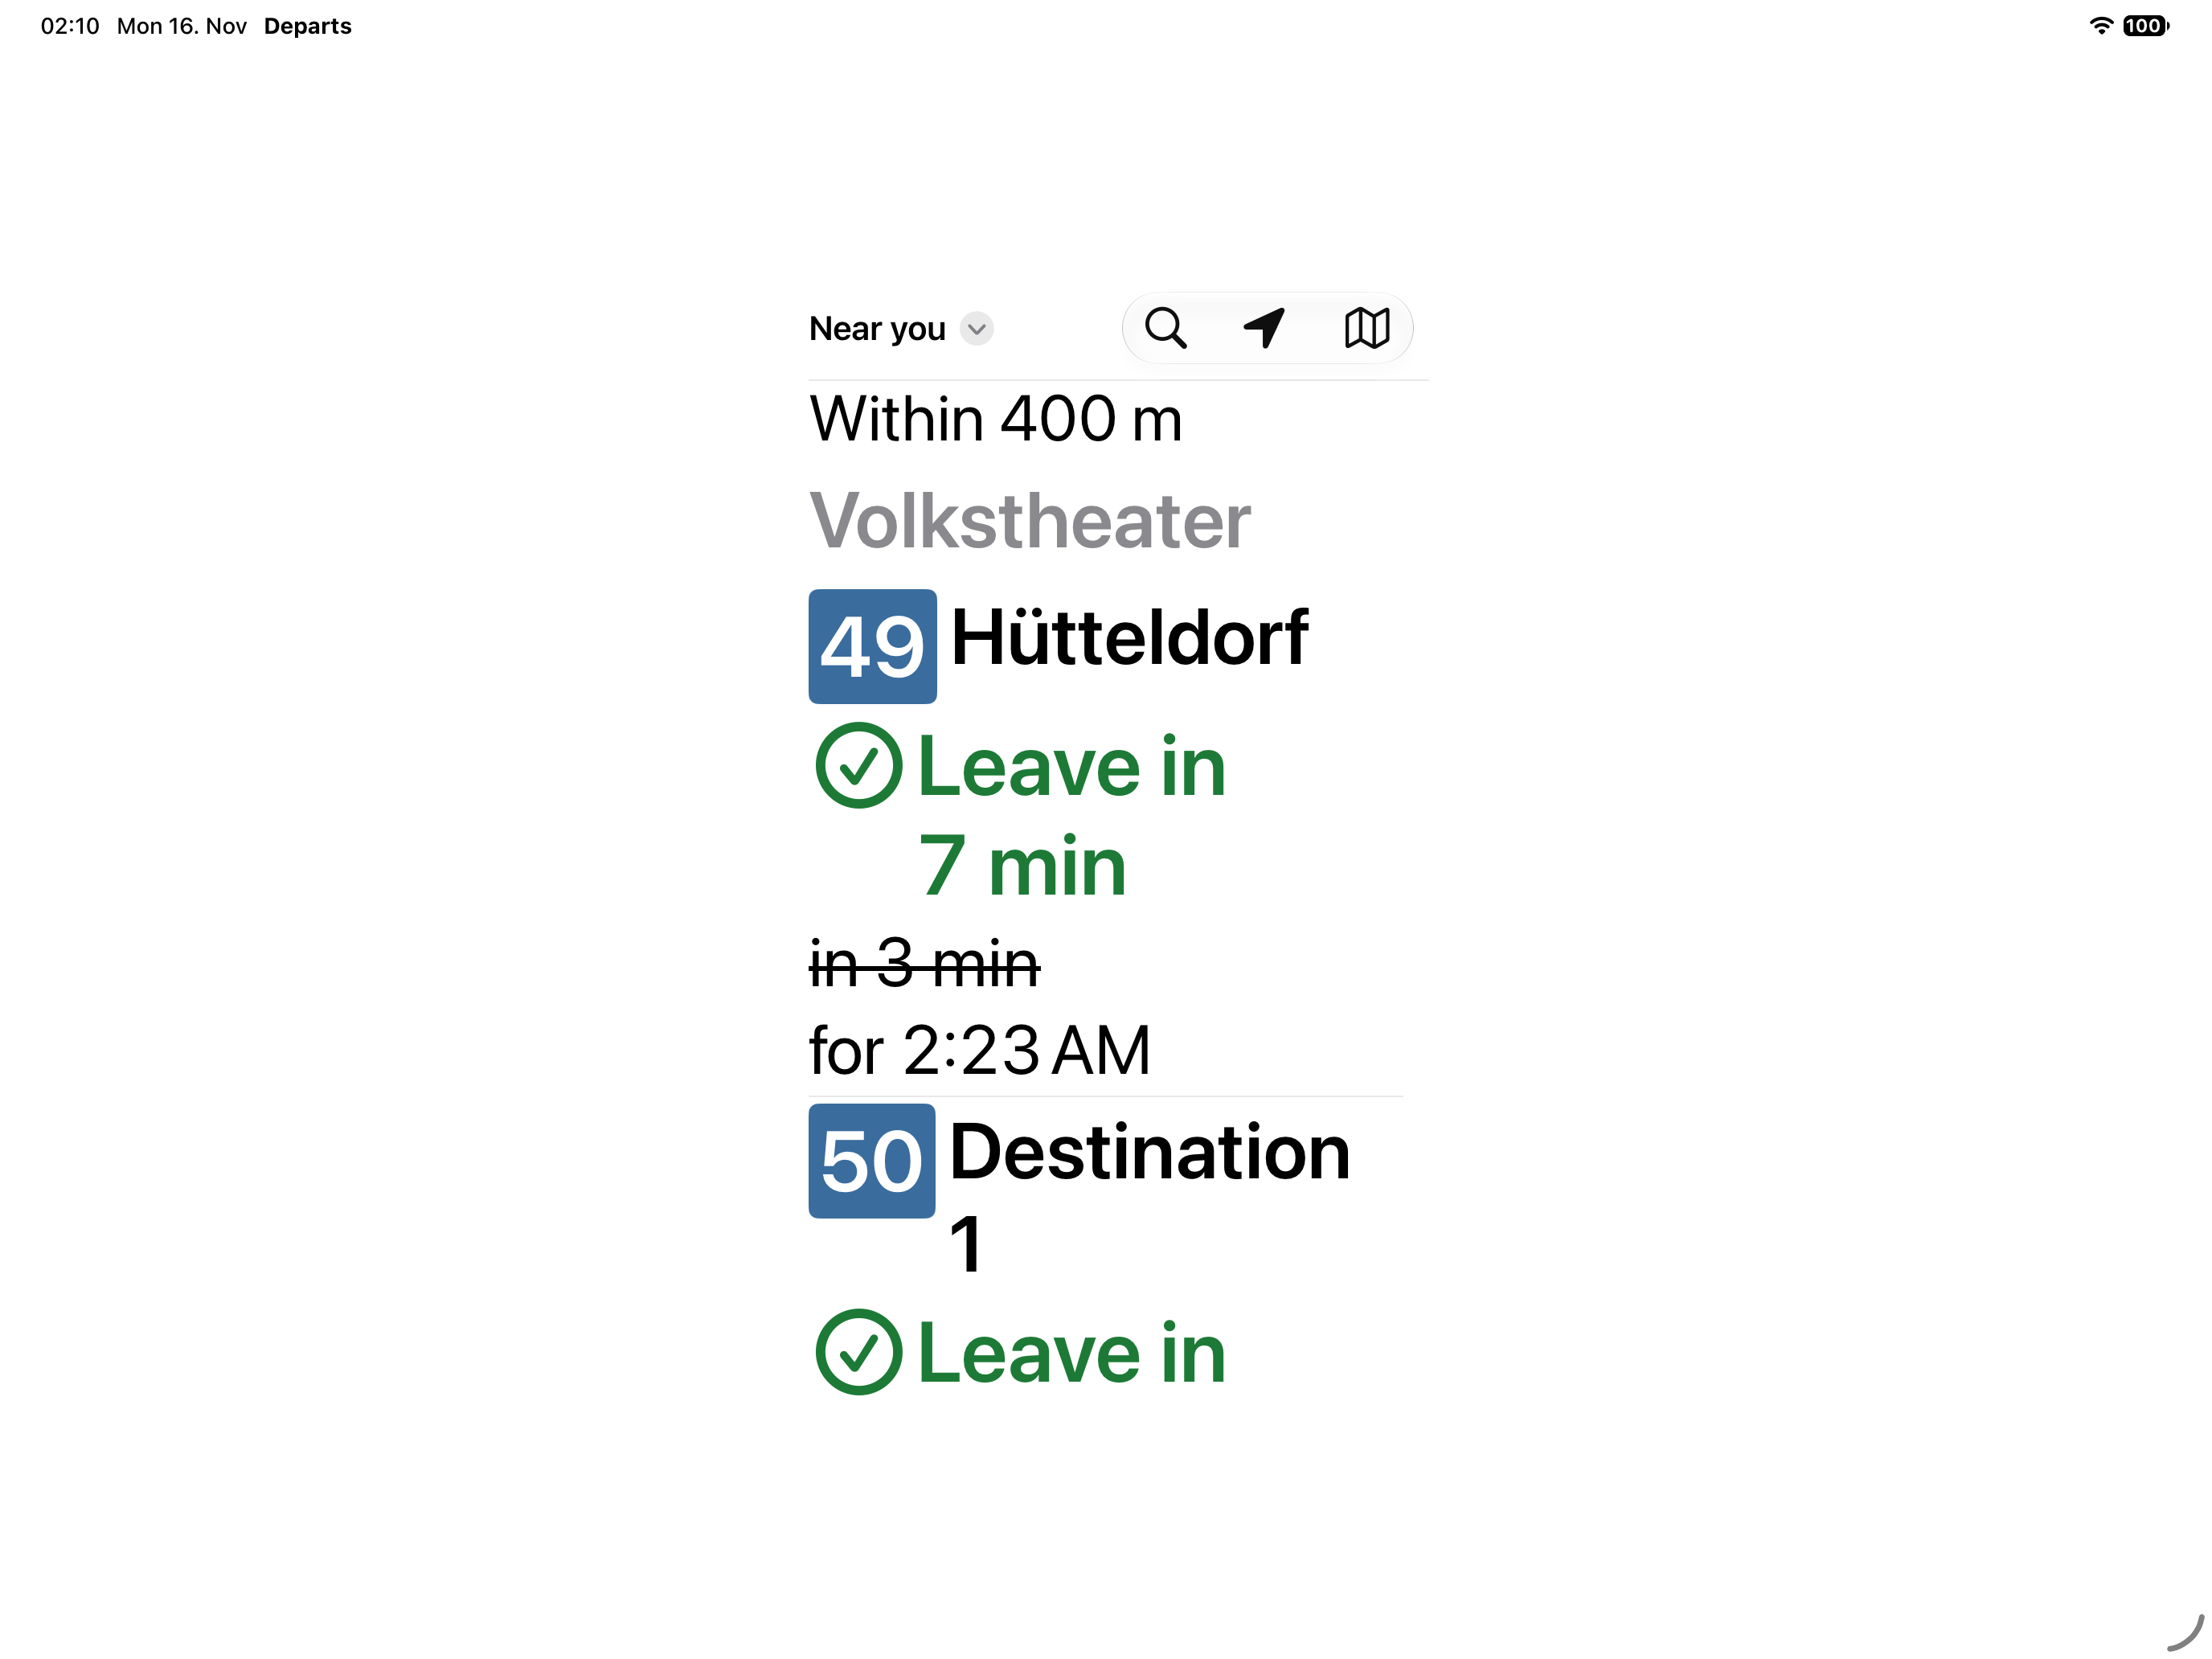 02:10 Mon 16. Nov Departs
100
Near you
Within 400 m
Volkstheater
49 Hütteldorf
Leave in
7 min
in 3 min
for 2:23 AM
50 Destination
1
Leave in